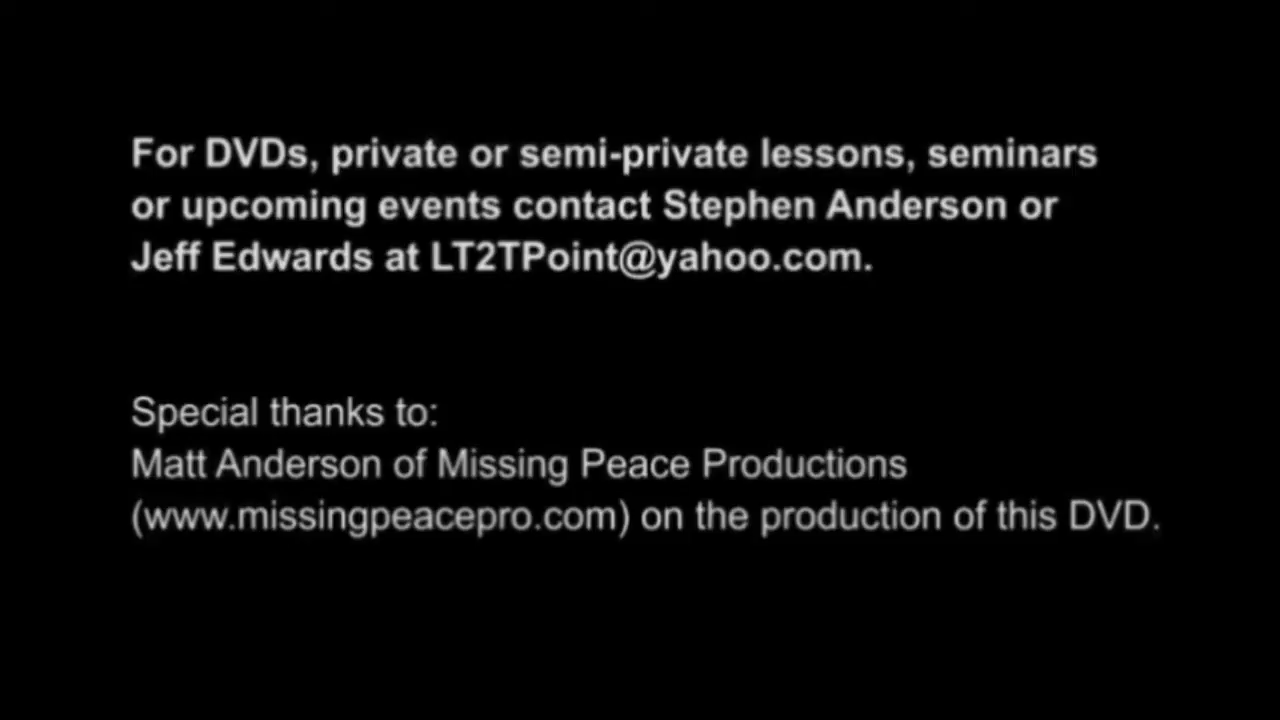 For DVDs, private or semi-private lessons, seminars
or upcoming events contact Stephen Anderson or
Jeff Edwards at LT2TPoint@yahoo.com.
Special thanks to:
Matt Anderson of Missing Peace Productions
(www.missingpeacepro.com) on the production of this DVD.